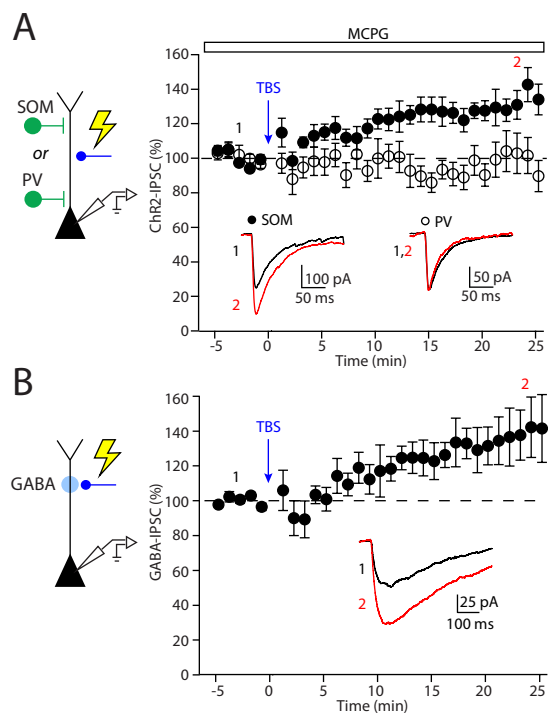 A
MCPG
SOM
or
PV
ChR2-IPSC (%)
160
140
120
100
80
60
40
20
0
TBS
1
2
SOM
PV
1
2
100 pA
50 ms
1,2
50 pA
50 ms
-5 0 5 10 15 20 25
Time (min)
B
GABA
GABA-IPSC (%)
160
140
120
100
80
60
40
20
0
TBS
1
2
1
2
25 pA
100 ms
-5 0 5 10 15 20 25
Time (min)